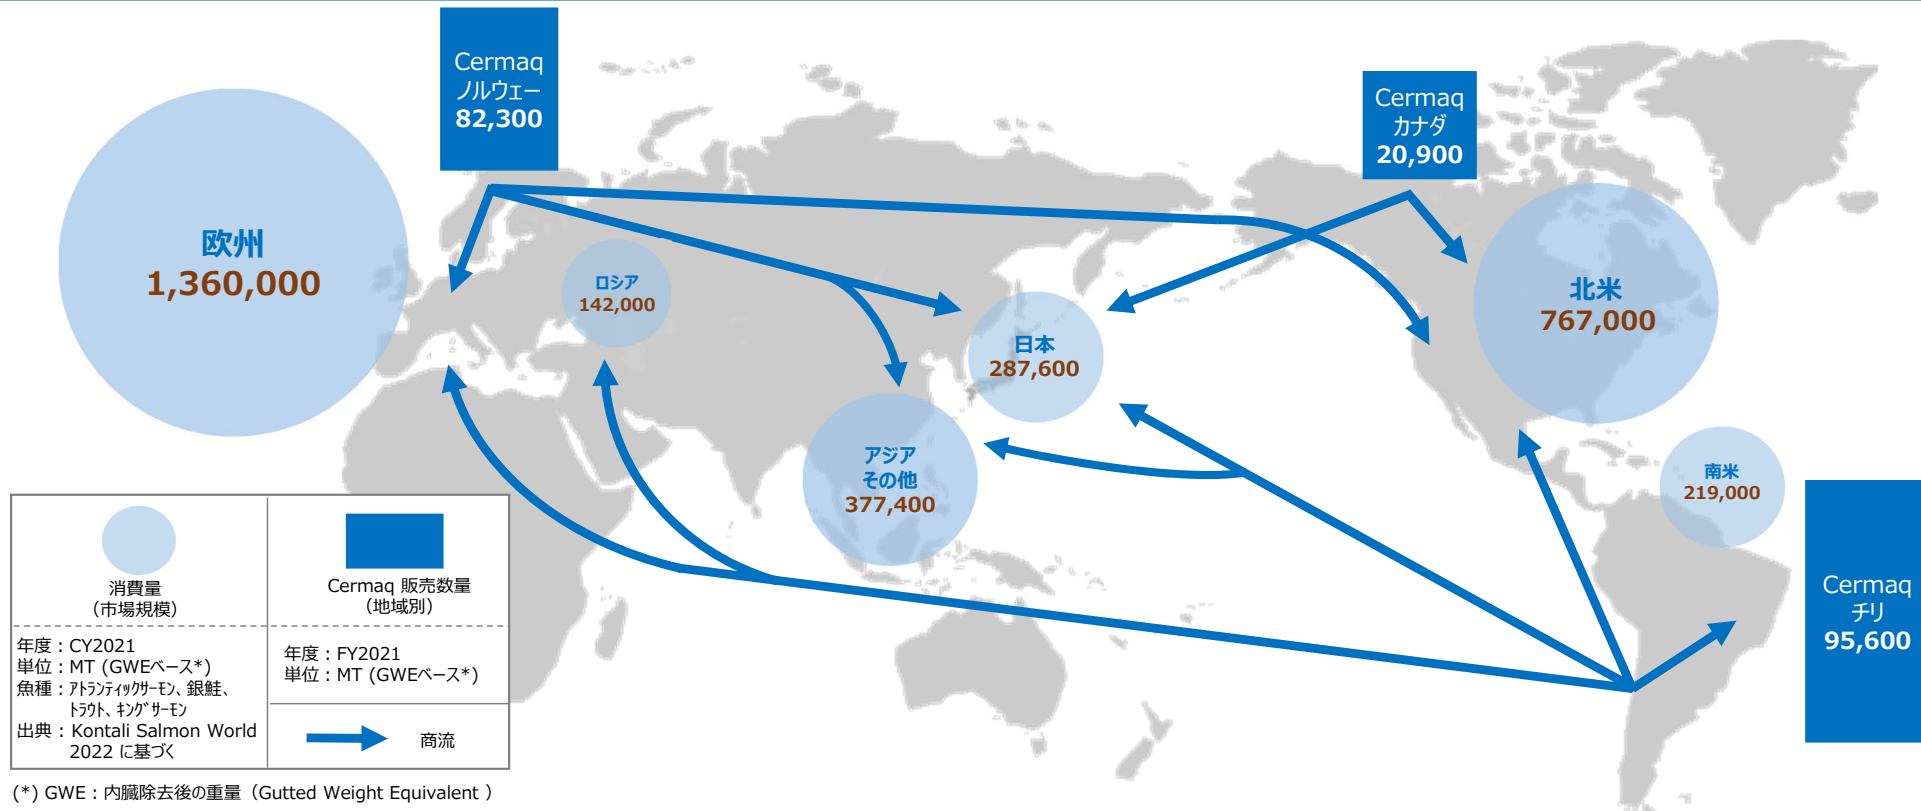 Cermaq
ノルウェー
82,300
Cermaq
カナダ
20,900
欧州
1,360,000
ロシア
142,000
北米
767,000
日本
287,600
アジア
その他
377,400
南米
219,000
Cermaq
チリ
95,600
消費量
（市場規模）
Cermaq 販売数量
（地域別）
年度：CY2021
単位：MT (GWEベース*)
魚種：アトランティックサーモン、銀鮭、
トラウト、キングサーモン
出典：Kontali Salmon World
2022 に基づく
年度：FY2021
単位：MT (GWEベース*)
商流
(*) GWE：内臓除去後の重量（Gutted Weight Equivalent ）